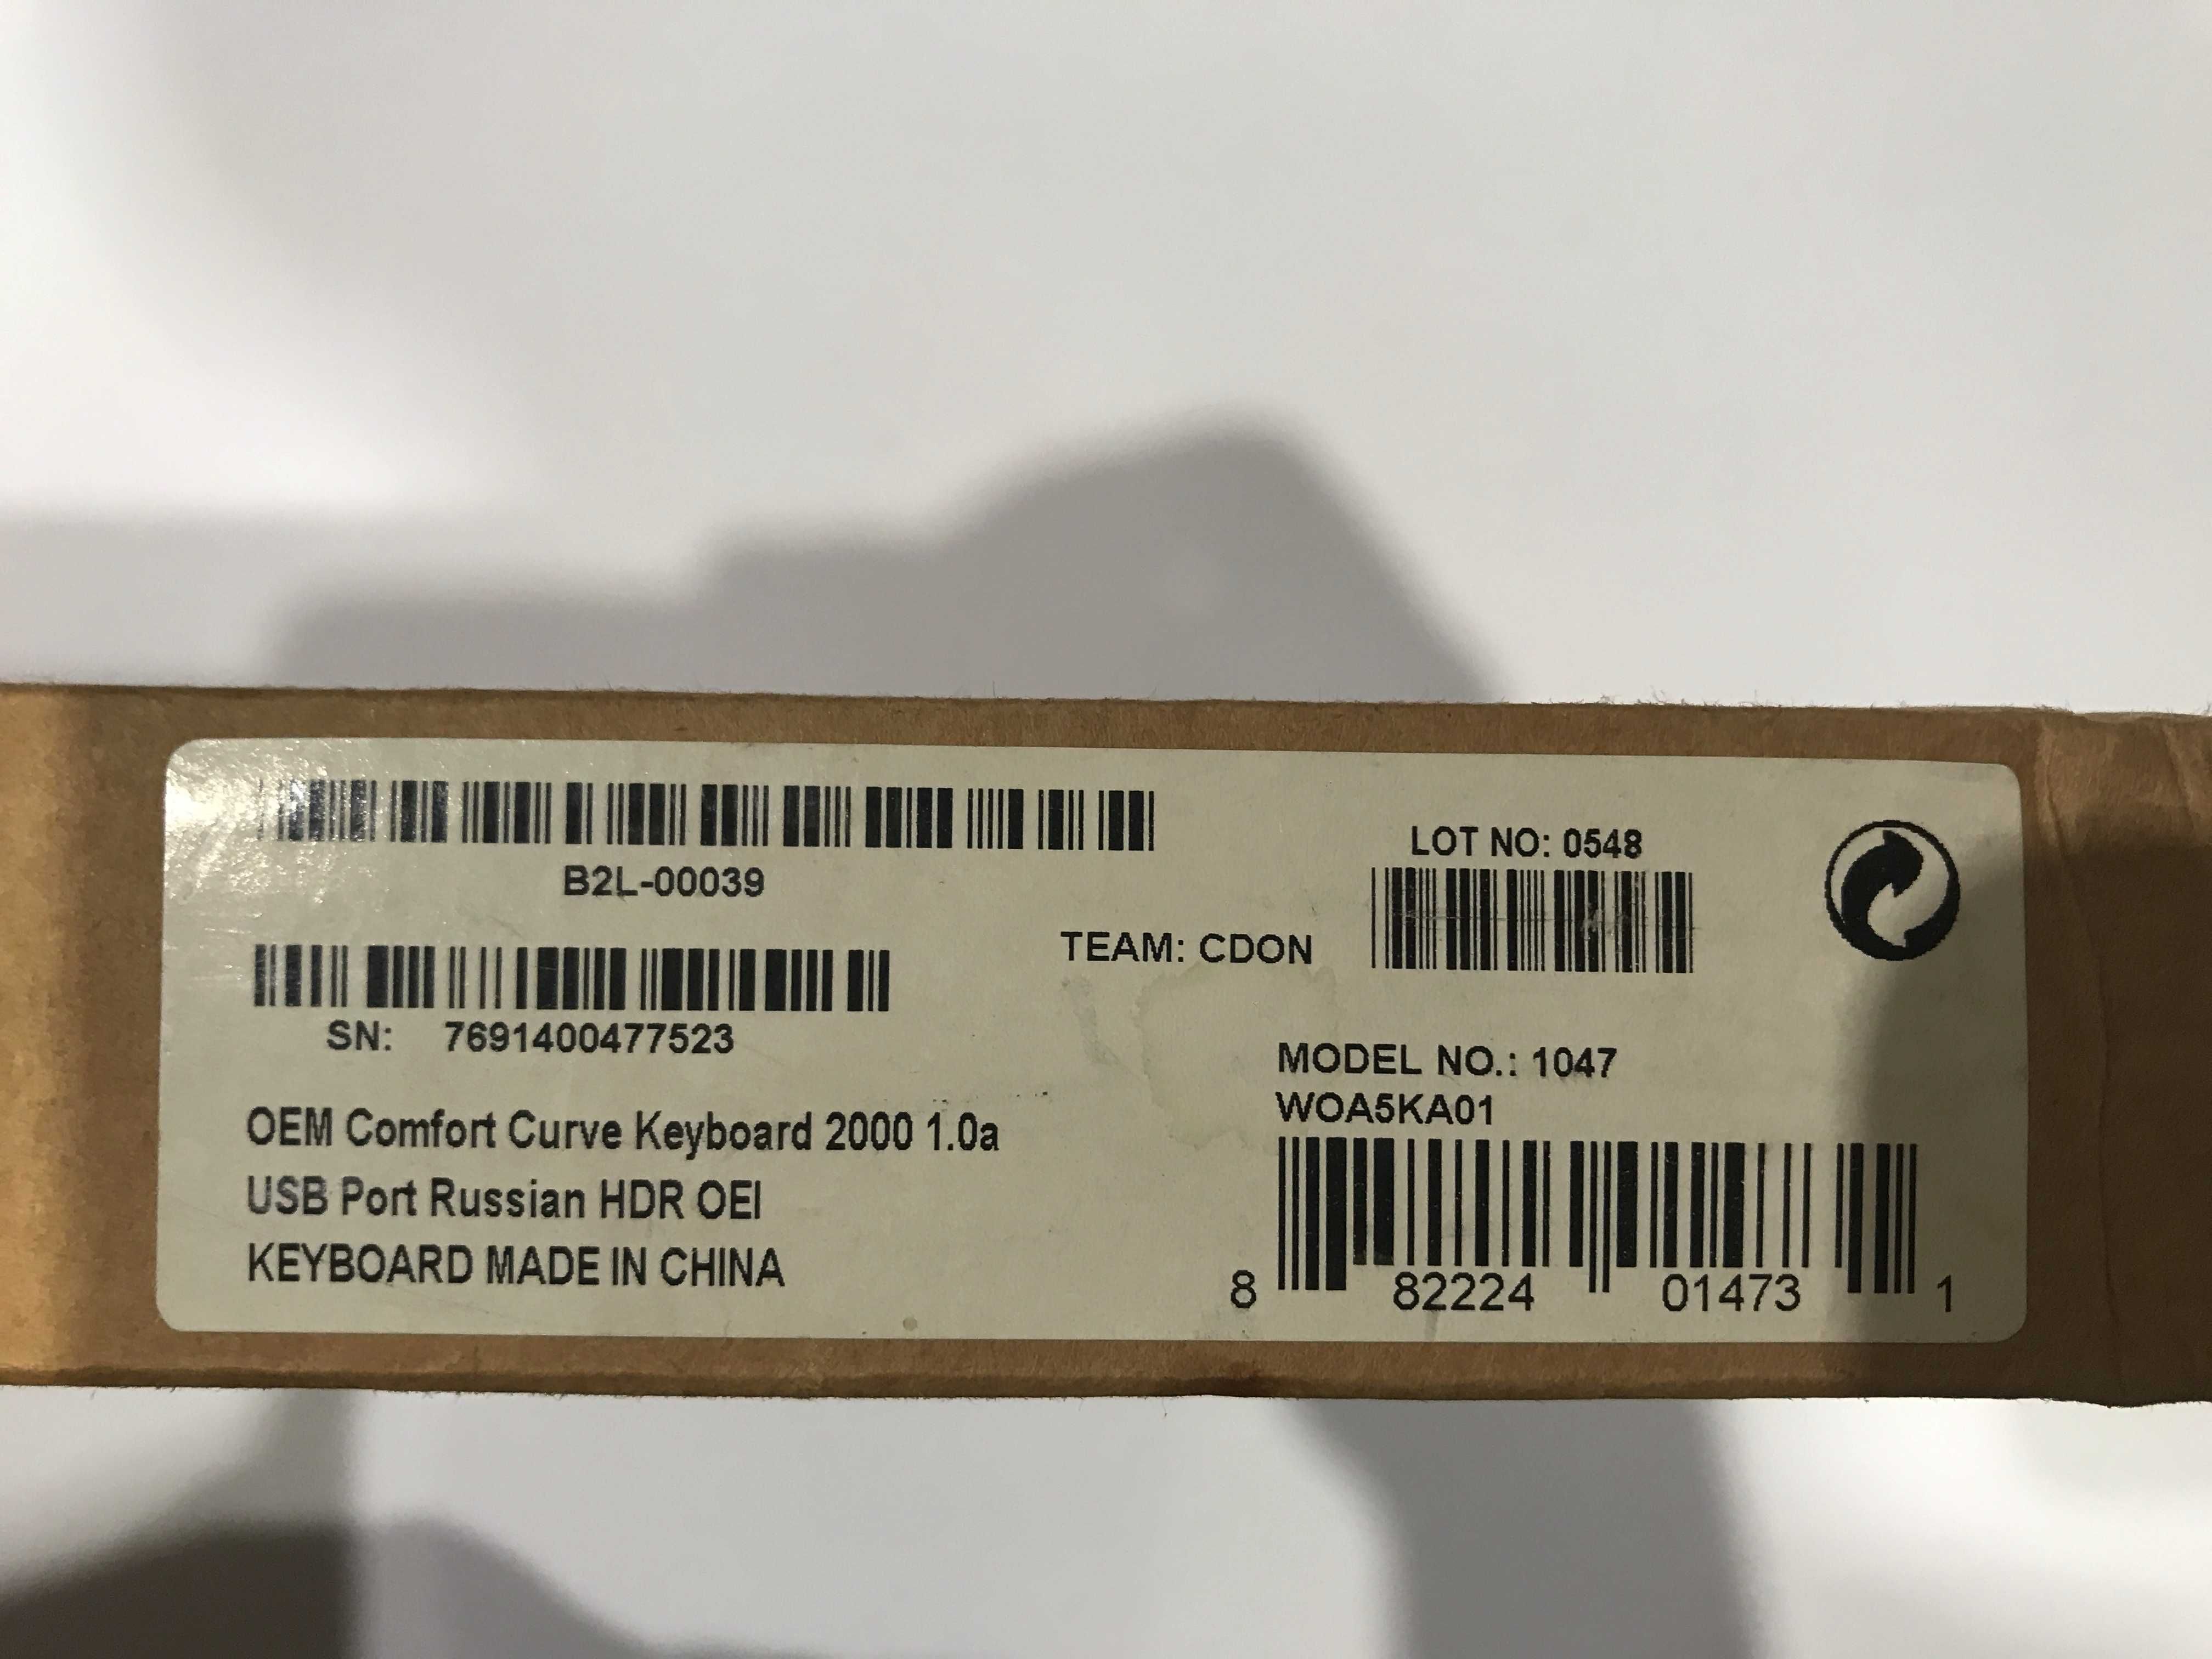 B2L-00039
LOT NO: 0548
TEAM: CDON
SN: 7691400477523
MODEL NO.: 1047
WOA5KA01
OEM Comfort Curve Keyboard 2000 1.0a
USB Port Russian HDR OEI
KEYBOARD MADE IN CHINA
8 82224 01473 1